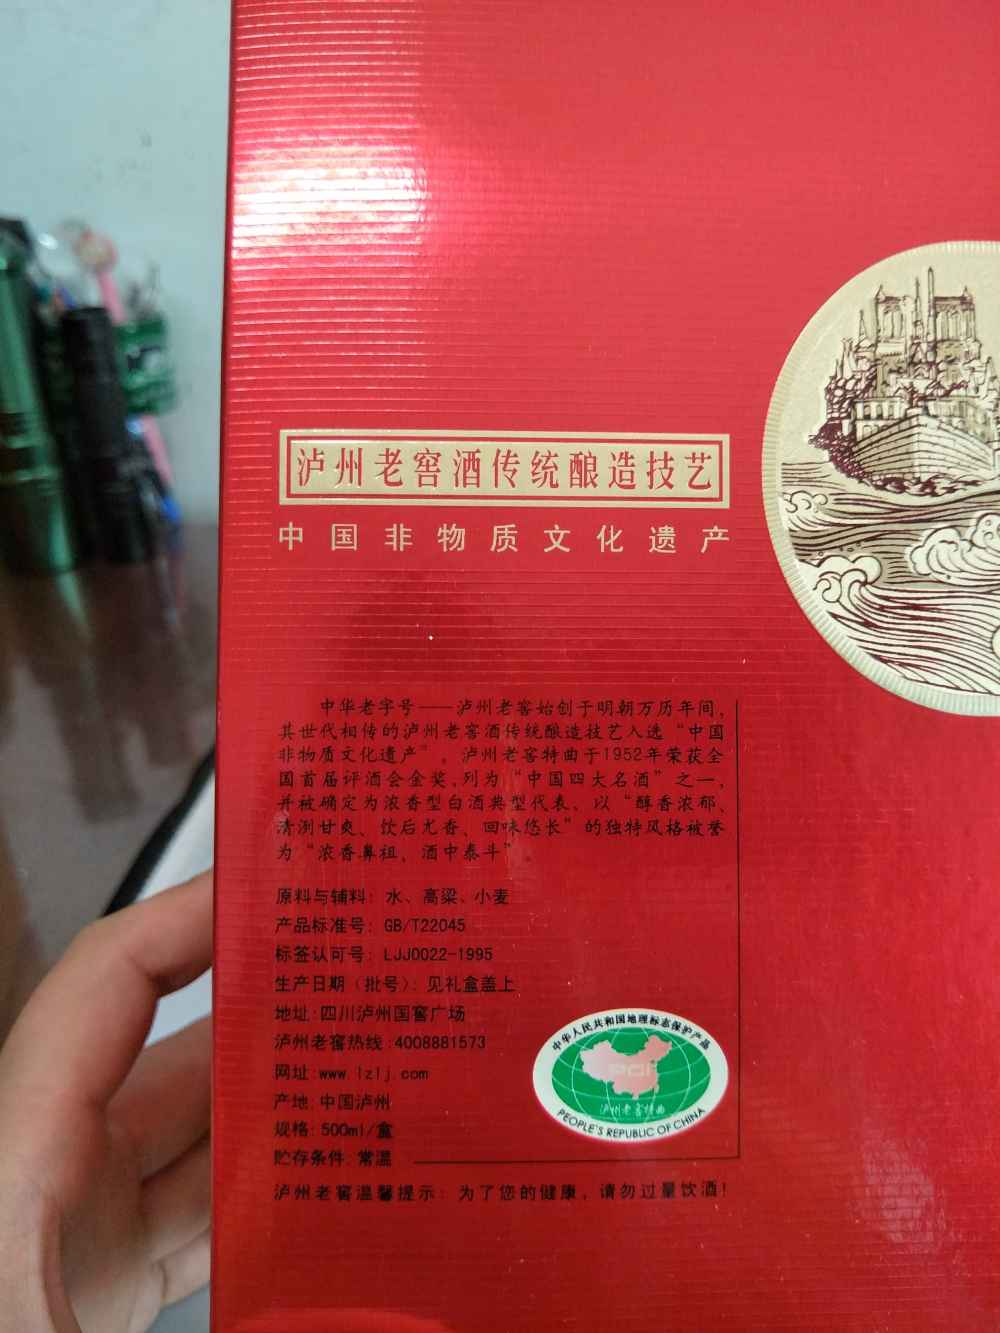 泸州老窖酒传统酿造技艺
中国非物质文化遗产
中华老字号——泸州老窖始创于明朝万历年间，
其世代相传的泸州老窖酒传统酿造技艺入选“中国
非物质文化遗产”。泸州老窖特曲于1952年荣获全
国首届评酒会金奖，列为“中国四大名酒”之一，
并被确定为浓香型白酒典型代表、以“醇香浓郁、
清洌甘爽、饮后尤香、回味悠长”的独特风格被誉
为“浓香鼻祖、酒中泰斗”
原料与辅料：水、高粱、小麦
产品标准号：GB/T22045
标签认可号：LJJ0022-1995
生产日期（批号）：见礼盒盖上
地址:四川泸州国窖广场
泸州老窖热线:4008881573
网址:www.lzlj.com
产地:中国泸州
规格:500ml/盒
贮存条件:常温
泸州老窖温馨提示：为了您的健康，请勿过量饮酒！
中华人民共和国地理标志保护产品
PGI
泸州老窖特曲
PEOPLE'S REPUBLIC OF CHINA